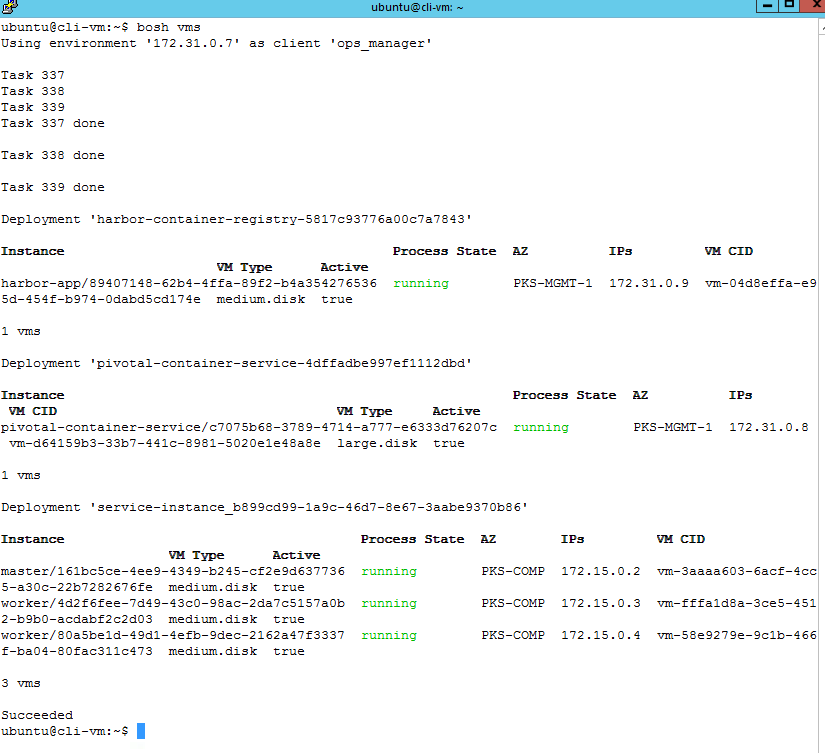 ubuntu@cli-vm: ~
ubuntu@cli-vm:~$ bosh vms
Using environment '172.31.0.7' as client 'ops_manager'
Task 337
Task 338
Task 339
Task 337 done
Task 338 done
Task 339 done
Deployment 'harbor-container-registry-5817c93776a00c7a7843'
Instance Process State AZ IPs VM CID
VM Type Active
harbor-app/89407148-62b4-4ffa-89f2-b4a354276536 running PKS-MGMT-1 172.31.0.9 vm-04d8effa-e9
5d-454f-b974-0dabd5cd174e medium.disk true
1 vms
Deployment 'pivotal-container-service-4dffadbe997ef1112dbd'
Instance Process State AZ IPs
VM CID VM Type Active
pivotal-container-service/c7075b68-3789-4714-a777-e6333d76207c running PKS-MGMT-1 172.31.0.8
vm-d64159b3-33b7-441c-8981-5020e1e48a8e large.disk true
1 vms
Deployment 'service-instance_b899cd99-1a9c-46d7-8e67-3aabe9370b86'
Instance Process State AZ IPs VM CID
VM Type Active
master/161bc5ce-4ee9-4349-b245-cf2e9d637736 running PKS-COMP 172.15.0.2 vm-3aaaa603-6acf-4cc
5-a30c-22b7282676fe medium.disk true
worker/4d2f6fee-7d49-43c0-98ac-2da7c5157a0b running PKS-COMP 172.15.0.3 vm-fffa1d8a-3ce5-451
2-b9b0-acdabf2c2d03 medium.disk true
worker/80a5be1d-49d1-4efb-9dec-2162a47f3337 running PKS-COMP 172.15.0.4 vm-58e9279e-9c1b-466
f-ba04-80fac311c473 medium.disk true
3 vms
Succeeded
ubuntu@cli-vm:~$